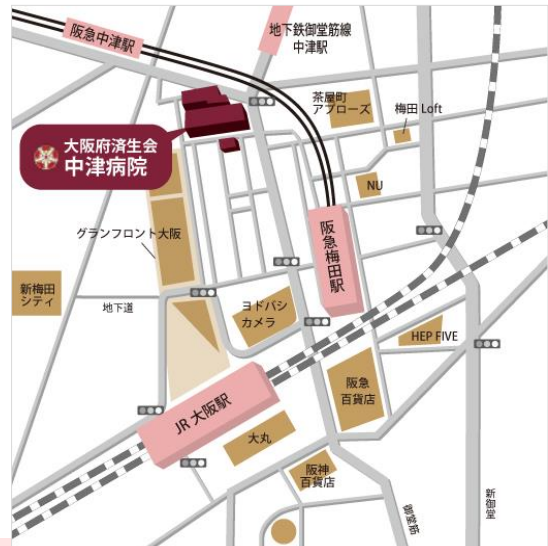 阪急中津駅
地下鉄御堂筋線
中津駅
茶屋町
アプローズ
梅田 Loft
大阪府済生会
中津病院
NU
グランフロント大阪
阪急梅田駅
新梅田
シティ
地下道
ヨドバシ
カメラ
HEP FIVE
阪急
百貨店
JR 大阪駅
大丸
阪神
百貨店
御堂筋
新御堂